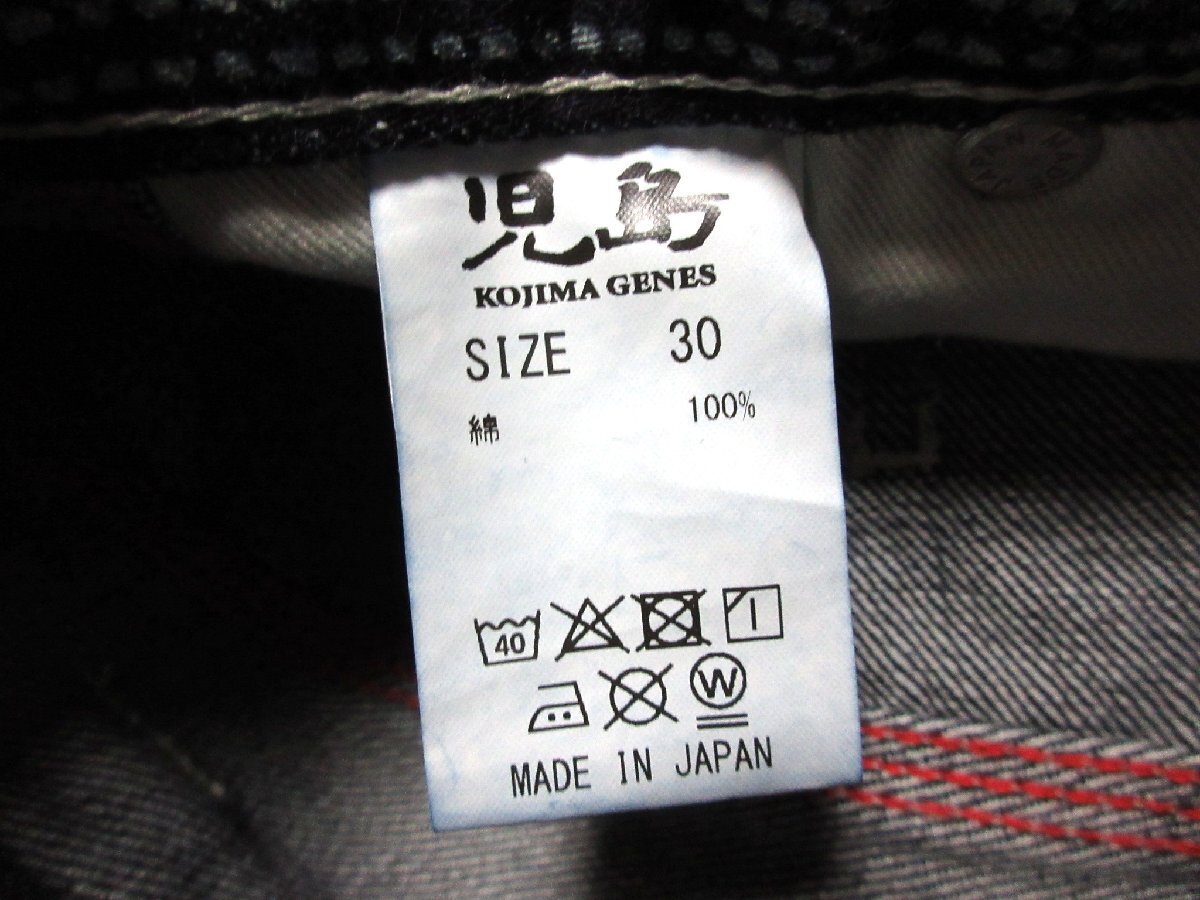 児島
KOJIMA GENES
SIZE 30
綿 100%
40
W
MADE IN JAPAN